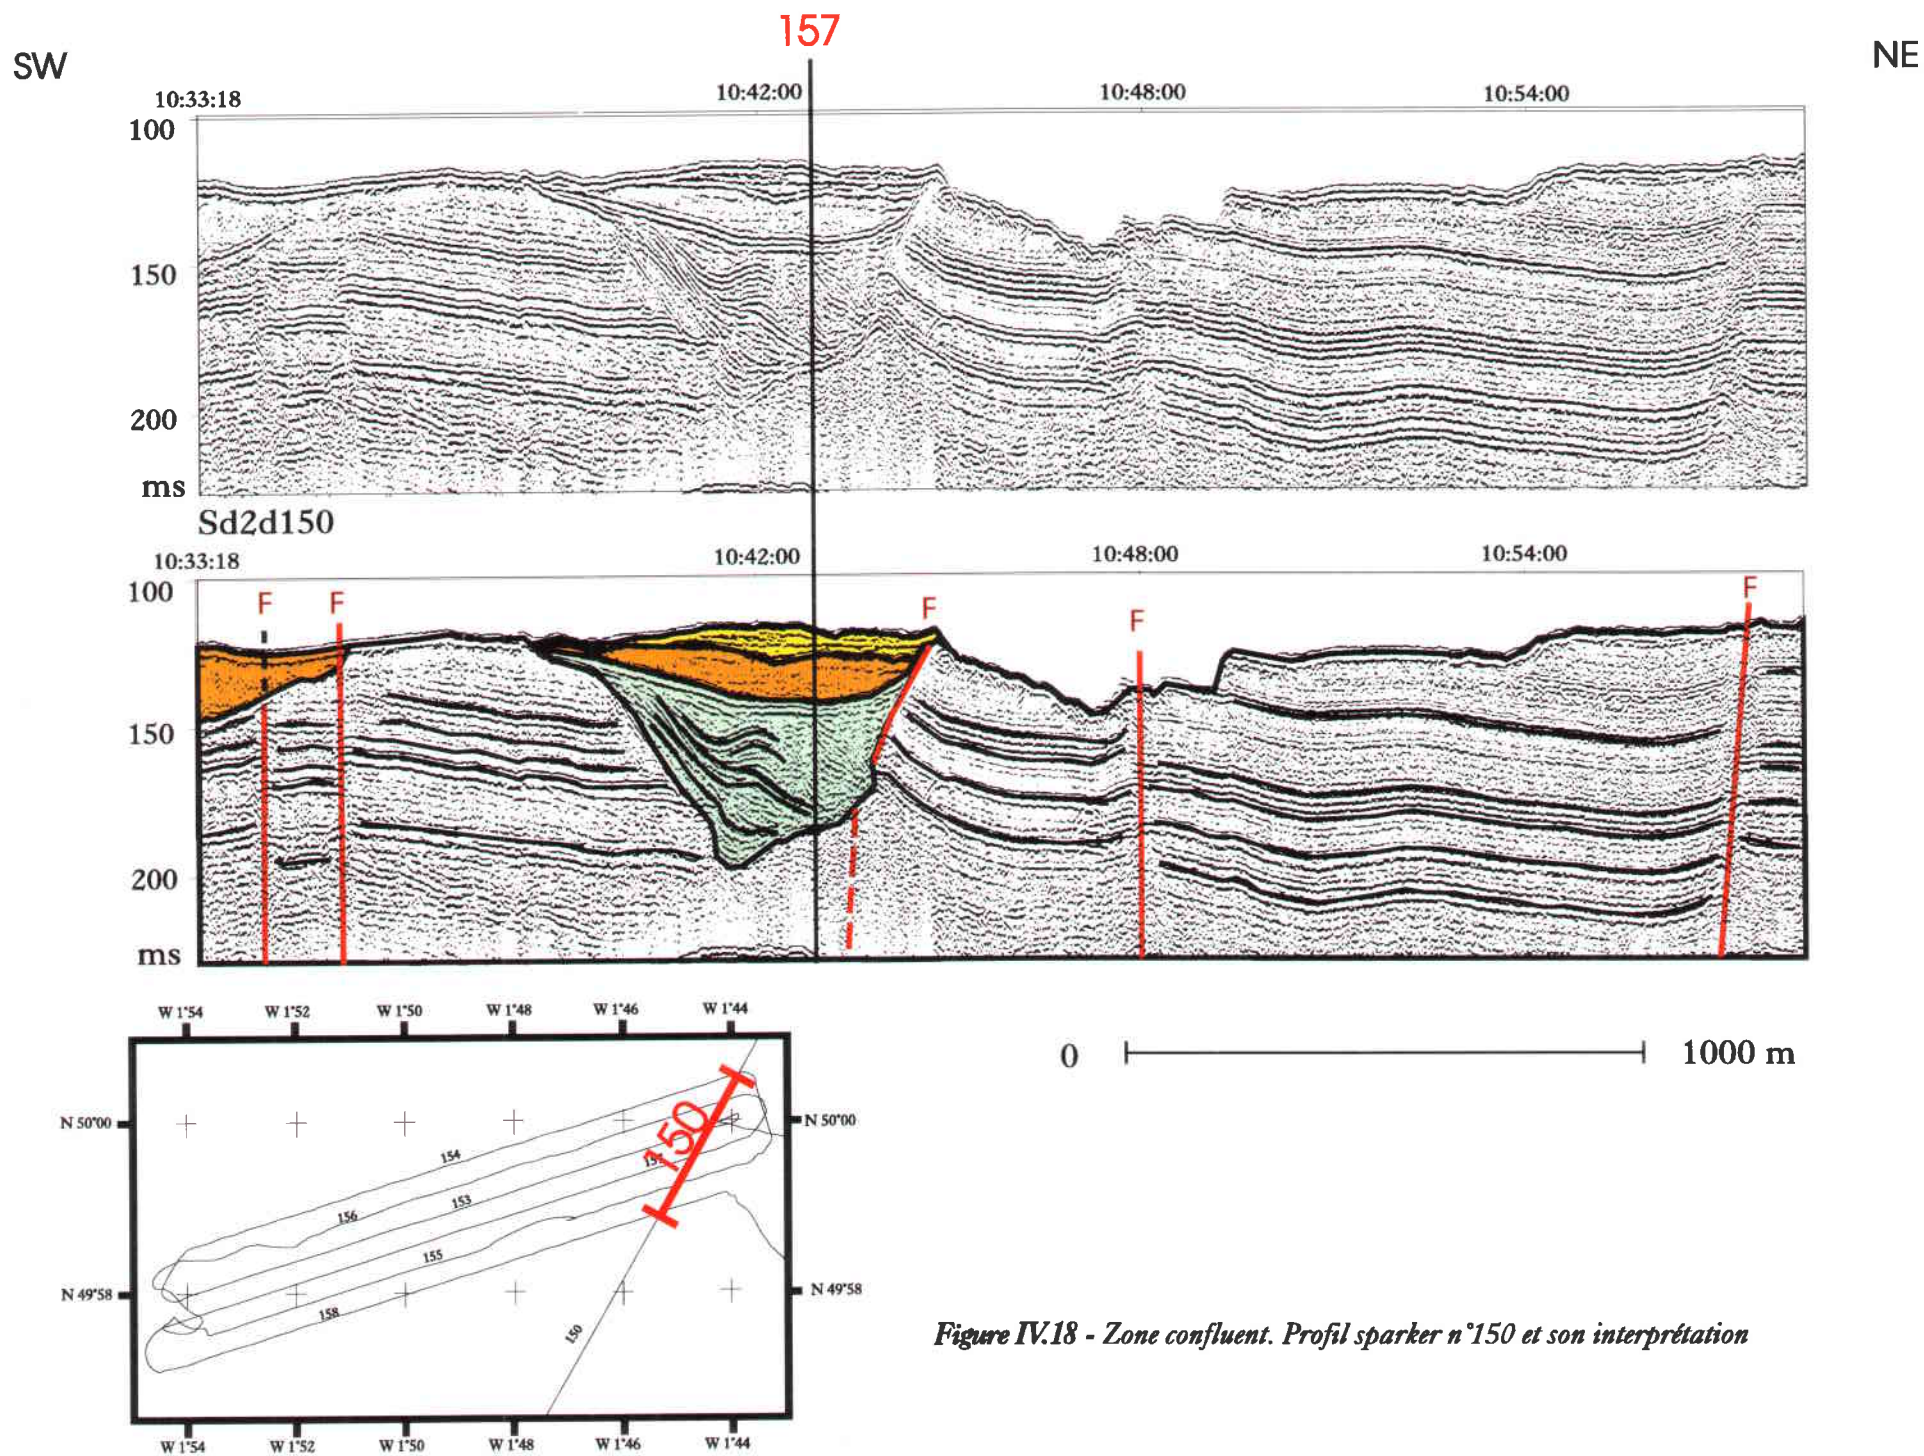 157
SW
NE
10:33:18
10:42:00
10:48:00
10:54:00
100
150
200
ms
Sd2d150
10:33:18
10:42:00
10:48:00
10:54:00
100
F
F
F
F
F
150
200
ms
W 1°54
W 1°52
W 1°50
W 1°48
W 1°46
W 1°44
0
1000 m
N 50°00
N 50°00
150
154
153
156
155
158
150
N 49°58
N 49°58
W 1°54
W 1°52
W 1°50
W 1°48
W 1°46
W 1°44
Figure IV.18 - Zone confluent. Profil sparker n°150 et son interprétation